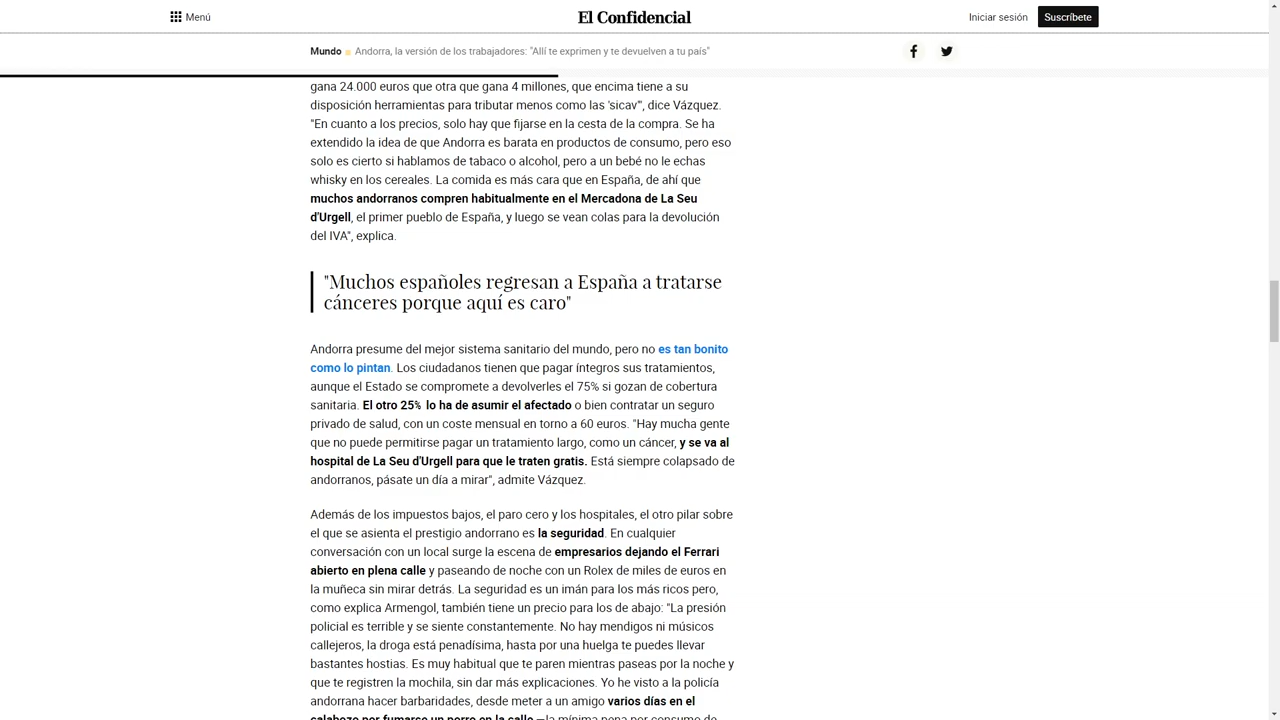 Menú
El Confidencial
Iniciar sesión
Suscríbete
Mundo Andorra, la versión de los trabajadores: "Allí te exprimen y te devuelven a tu país"
gana 24.000 euros que otra que gana 4 millones, que encima tiene a su
disposición herramientas para tributar menos como las 'sicav'", dice Vázquez.
"En cuanto a los precios, solo hay que fijarse en la cesta de la compra. Se ha
extendido la idea de que Andorra es barata en productos de consumo, pero eso
solo es cierto si hablamos de tabaco o alcohol, pero a un bebé no le echas
whisky en los cereales. La comida es más cara que en España, de ahí que
muchos andorranos compren habitualmente en el Mercadona de La Seu
d'Urgell, el primer pueblo de España, y luego se vean colas para la devolución
del IVA", explica.
"Muchos españoles regresan a España a tratarse
cánceres porque aquí es caro"
Andorra presume del mejor sistema sanitario del mundo, pero no es tan bonito
como lo pintan. Los ciudadanos tienen que pagar íntegros sus tratamientos,
aunque el Estado se compromete a devolverles el 75% si gozan de cobertura
sanitaria. El otro 25% lo ha de asumir el afectado o bien contratar un seguro
privado de salud, con un coste mensual en torno a 60 euros. "Hay mucha gente
que no puede permitirse pagar un tratamiento largo, como un cáncer, y se va al
hospital de La Seu d'Urgell para que le traten gratis. Está siempre colapsado de
andorranos, pásate un día a mirar", admite Vázquez.
Además de los impuestos bajos, el paro cero y los hospitales, el otro pilar sobre
el que se asienta el prestigio andorrano es la seguridad. En cualquier
conversación con un local surge la escena de empresarios dejando el Ferrari
abierto en plena calle y paseando de noche con un Rolex de miles de euros en
la muñeca sin mirar detrás. La seguridad es un imán para los más ricos pero,
como explica Armengol, también tiene un precio para los de abajo: "La presión
policial es terrible y se siente constantemente. No hay mendigos ni músicos
callejeros, la droga está penadísima, hasta por una huelga te puedes llevar
bastantes hostias. Es muy habitual que te paren mientras paseas por la noche y
que te registren la mochila, sin dar más explicaciones. Yo he visto a la policía
andorrana hacer barbaridades, desde meter a un amigo varios días en el
calabozo por fumarse un porro en la calle —la mínima pena por consumo de